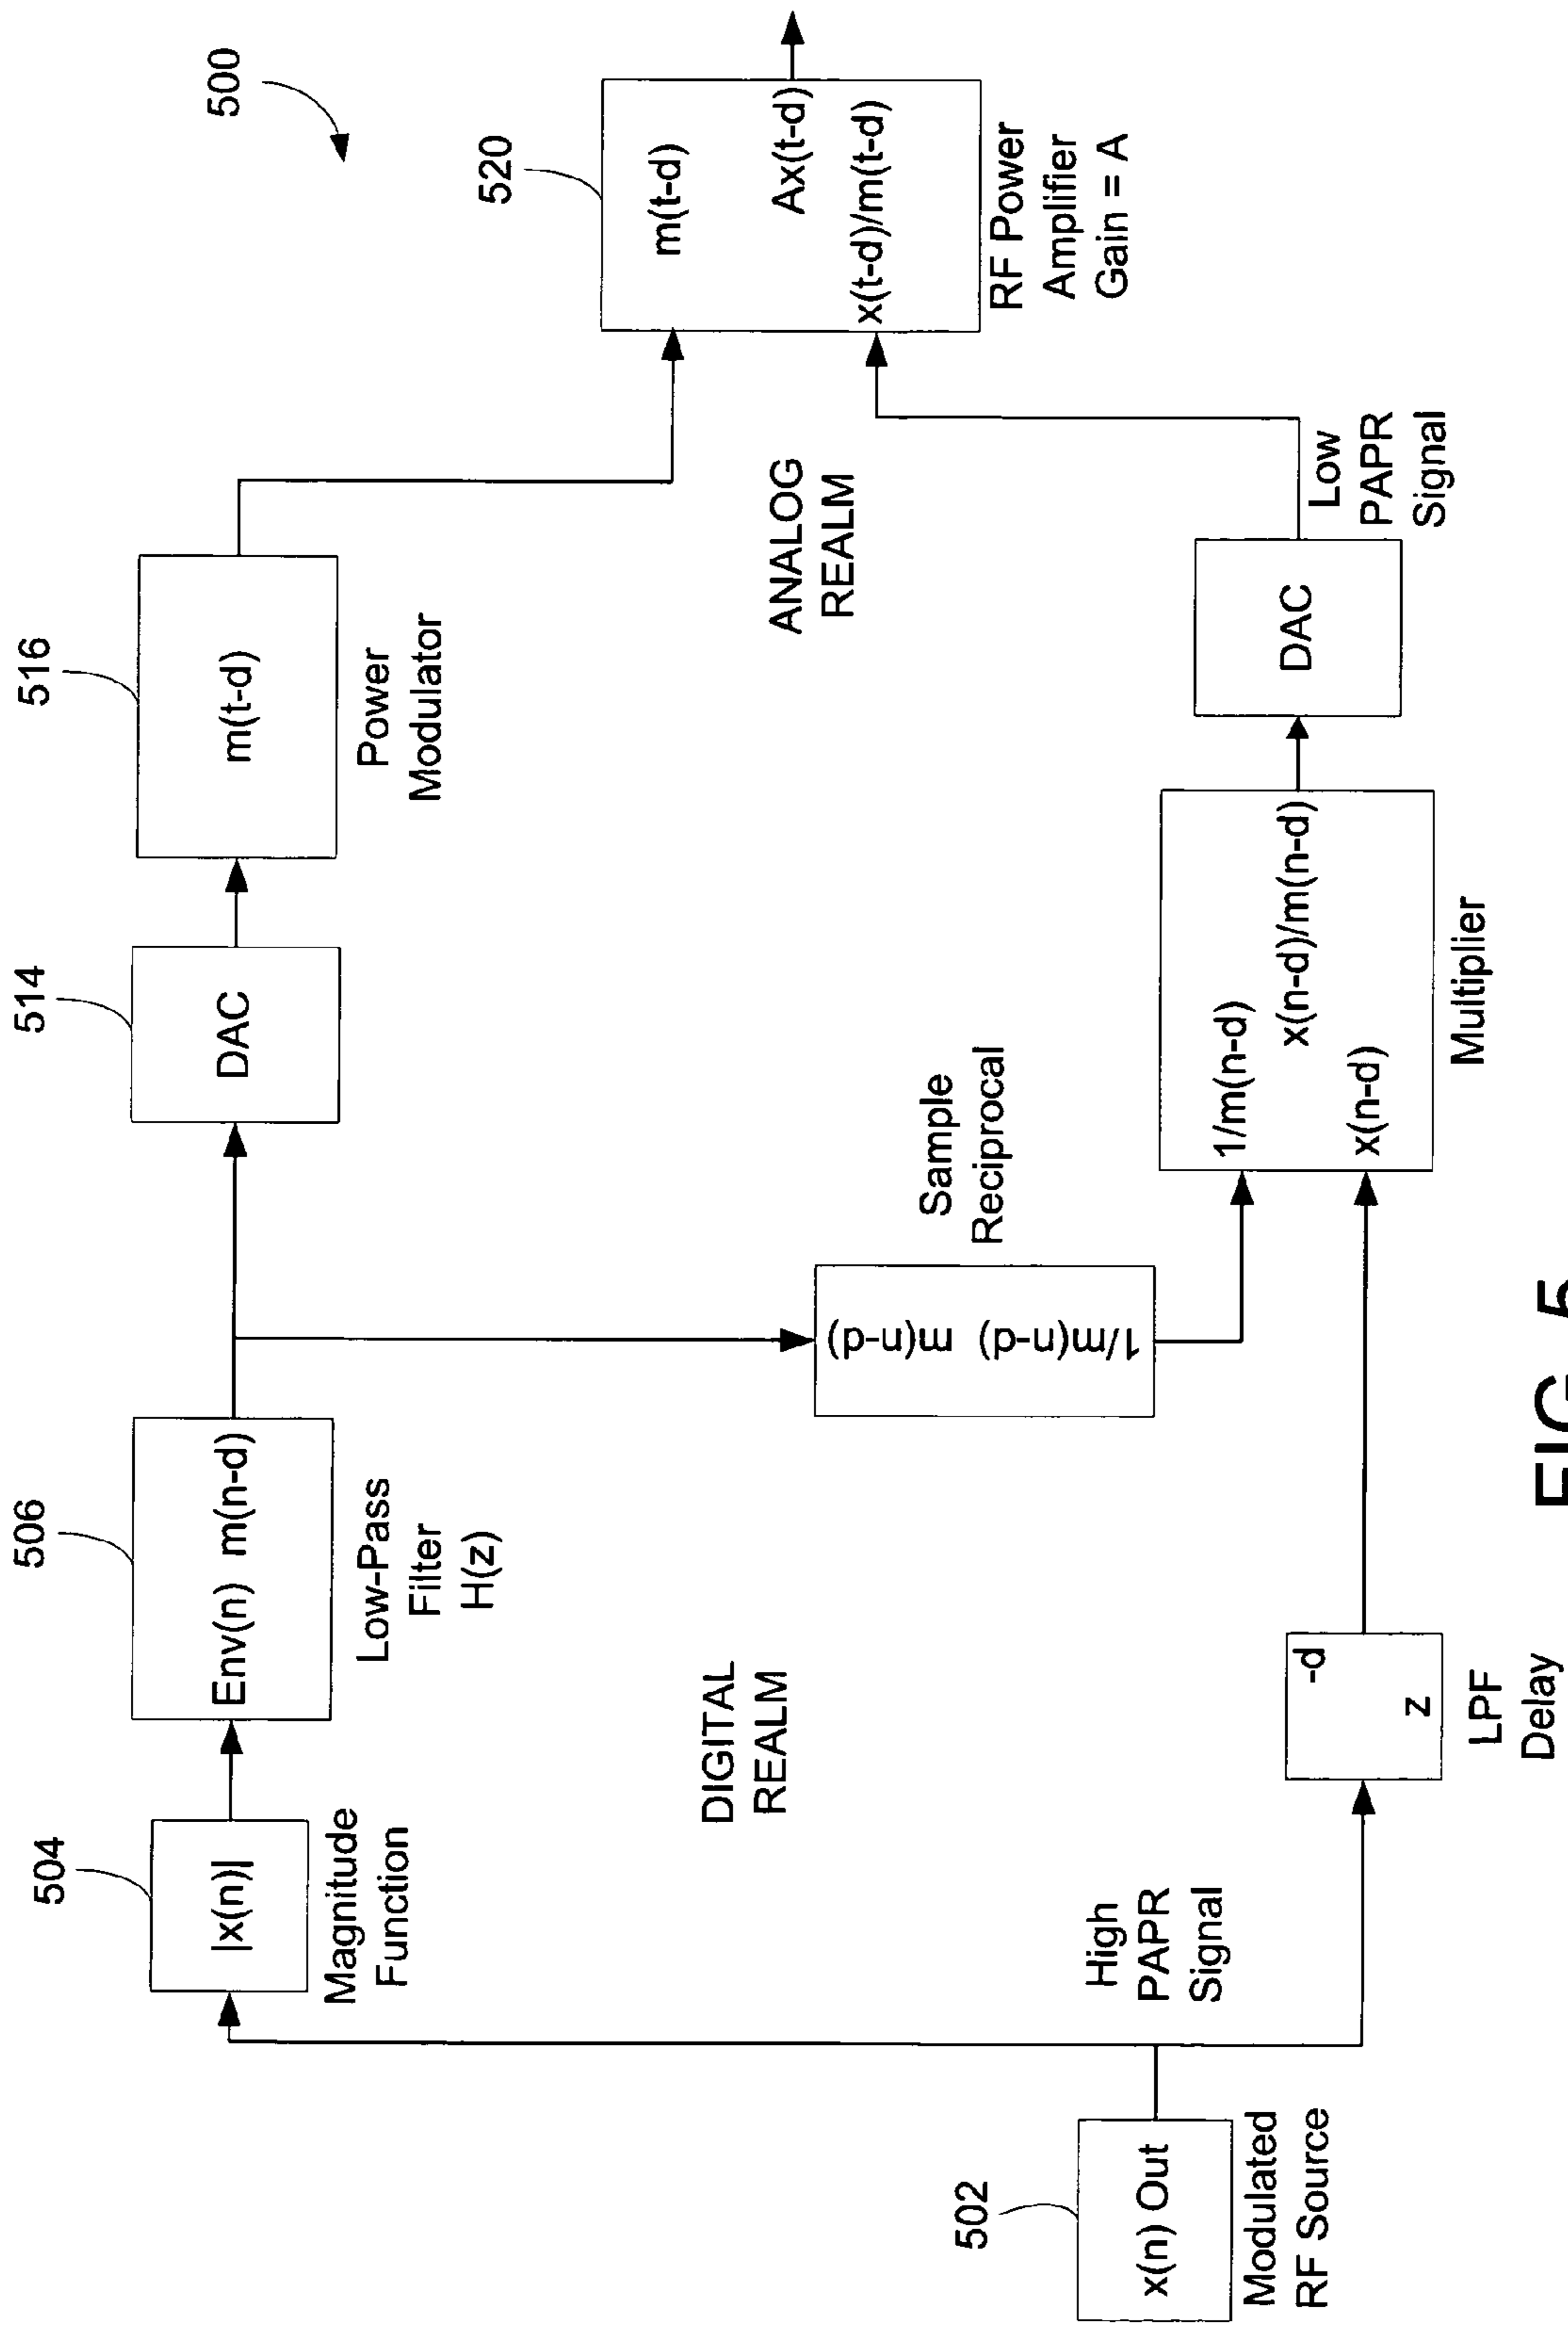 500
502
x(n) Out
Modulated
RF Source
High
PAPR
Signal
504
|x(n)|
Magnitude
Function
506
Env(n) m(n-d)
Low-Pass
Filter
H(z)
514
DAC
516
m(t-d)
Power
Modulator
DIGITAL
REALM
ANALOG
REALM
m(n-d)
1/m(n-d)
Sample
Reciprocal
-d
z
LPF
Delay
1/m(n-d)
x(n-d)/m(n-d)
x(n-d)
Multiplier
DAC
Low
PAPR
Signal
520
m(t-d)
Ax(t-d)
x(t-d)/m(t-d)
RF Power
Amplifier
Gain = A
FIG. 5